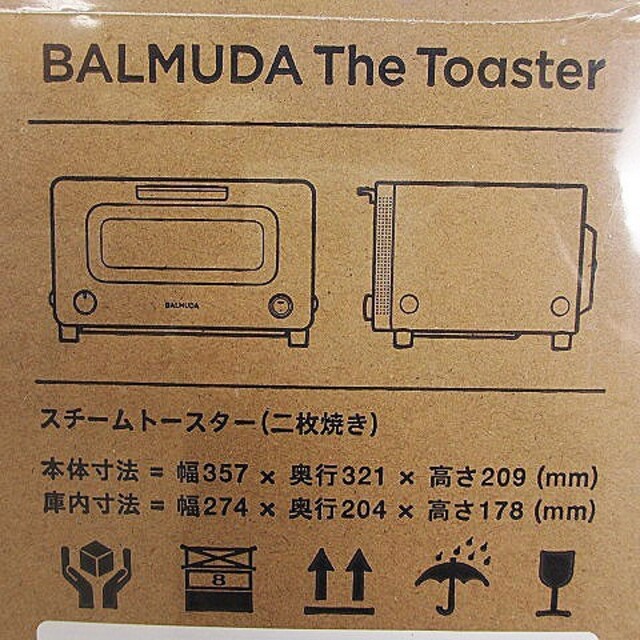 BALMUDA The Toaster
BALMUDA
スチームトースター(二枚焼き)
本体寸法 = 幅357 × 奥行321 × 高さ209 (mm)
庫内寸法 = 幅274 × 奥行204 × 高さ178 (mm)
8